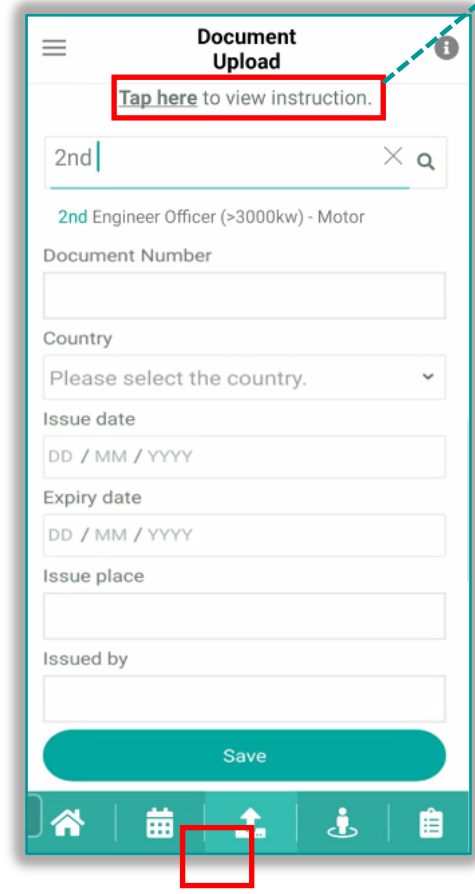 Document
Upload
Tap here to view instruction.
2nd
2nd Engineer Officer (>3000kw) - Motor
Document Number
Country
Please select the country.
Issue date
DD / MM / YYYY
Expiry date
DD / MM / YYYY
Issue place
Issued by
Save